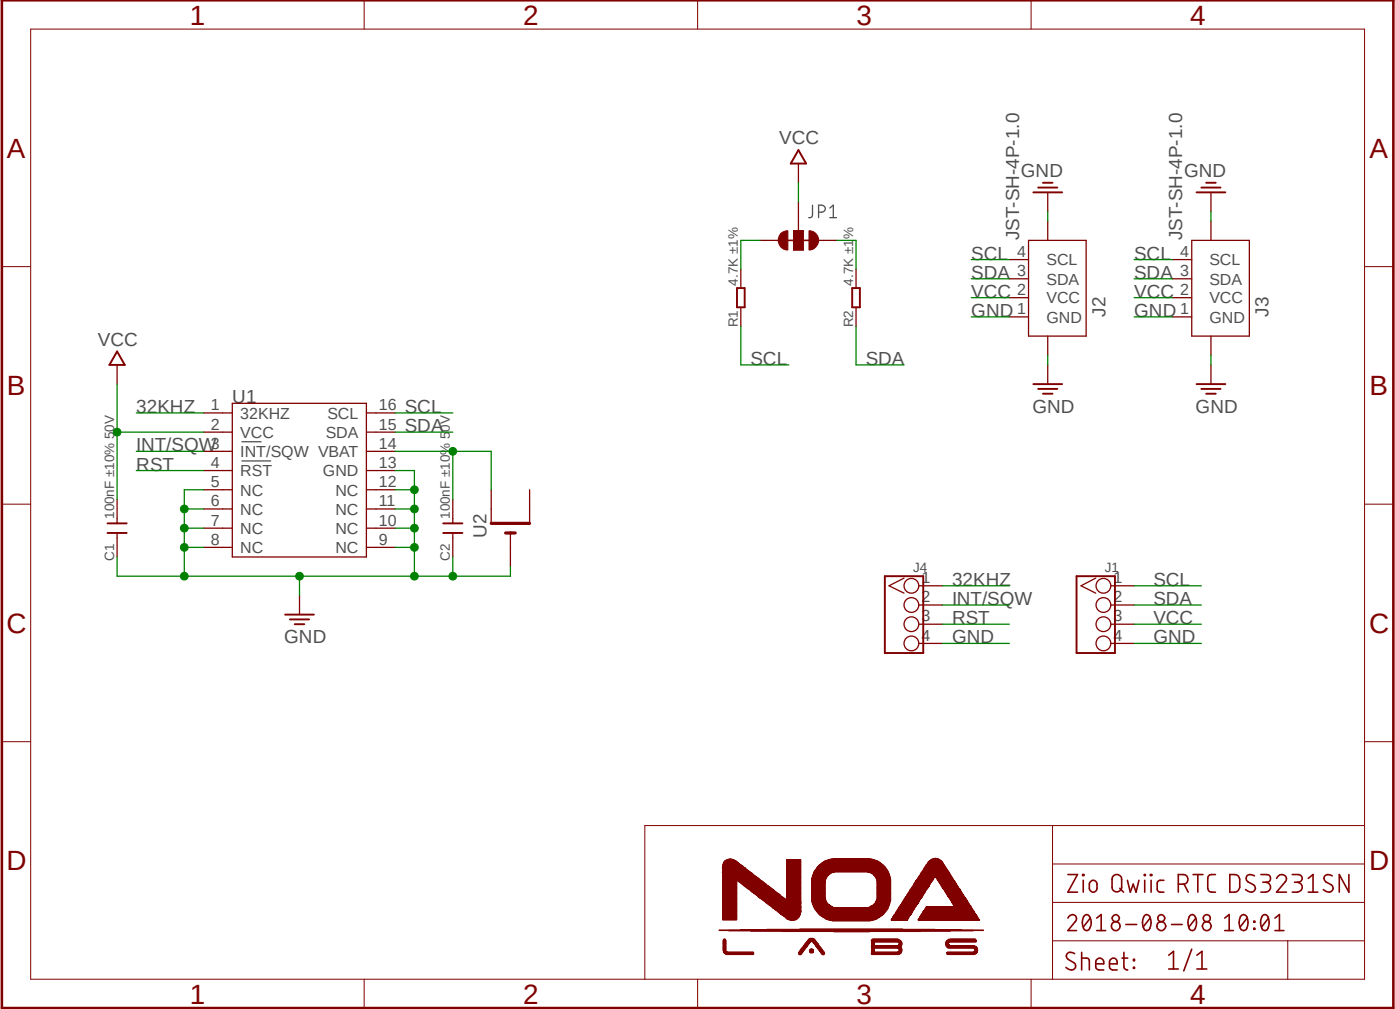 1 2 3 4
A A
B B
C C
D D
VCC
JP1
4.7K ±1%
R1
SCL
4.7K ±1%
R2
SDA
JST-SH-4P-1.0
GND
SCL 4 SCL
SDA 3 SDA
VCC 2 VCC
GND 1 GND
J2
GND
JST-SH-4P-1.0
GND
SCL 4 SCL
SDA 3 SDA
VCC 2 VCC
GND 1 GND
J3
GND
VCC
U1
32KHZ 1 32KHZ SCL 16 SCL
2 VCC SDA 15 SDA
INT/SQW 3 INT/SQW VBAT 14
RST 4 RST GND 13
5 NC NC 12
6 NC NC 11
7 NC NC 10
8 NC NC 9
100nF ±10% 50V
C1
100nF ±10% 50V
C2
U2
GND
J4
1 32KHZ
2 INT/SQW
3 RST
4 GND
J1
1 SCL
2 SDA
3 VCC
4 GND
NOA
LABS
Zio Qwiic RTC DS3231SN
2018-08-08 10:01
Sheet: 1/1
1 2 3 4